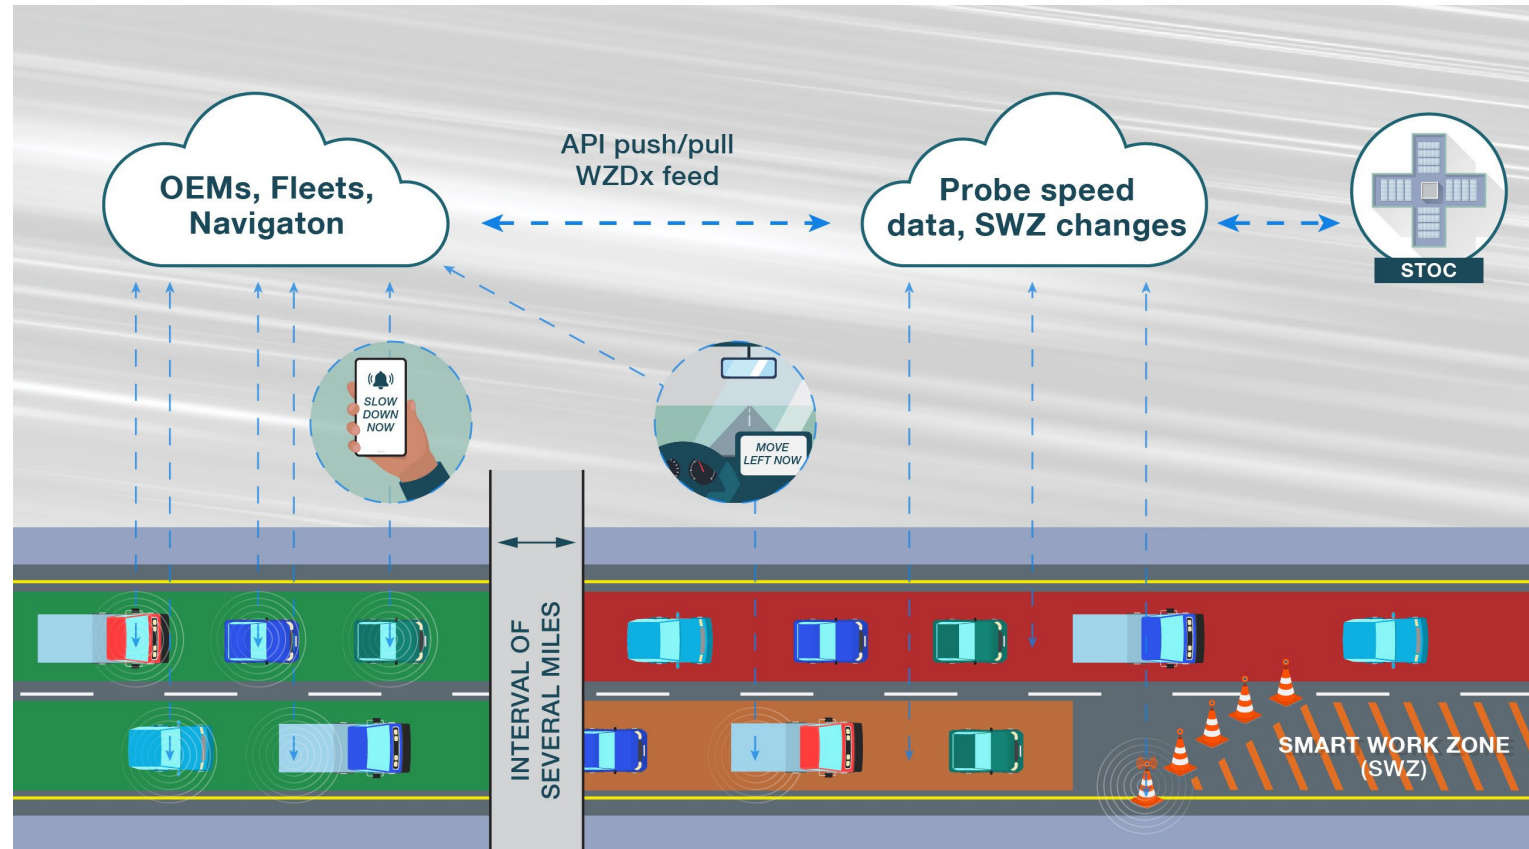 OEMs, Fleets,
Navigaton
API push/pull
WZDx feed
Probe speed
data, SWZ changes
STOC
SLOW
DOWN
NOW
MOVE
LEFT NOW
INTERVAL OF
SEVERAL MILES
SMART WORK ZONE
(SWZ)